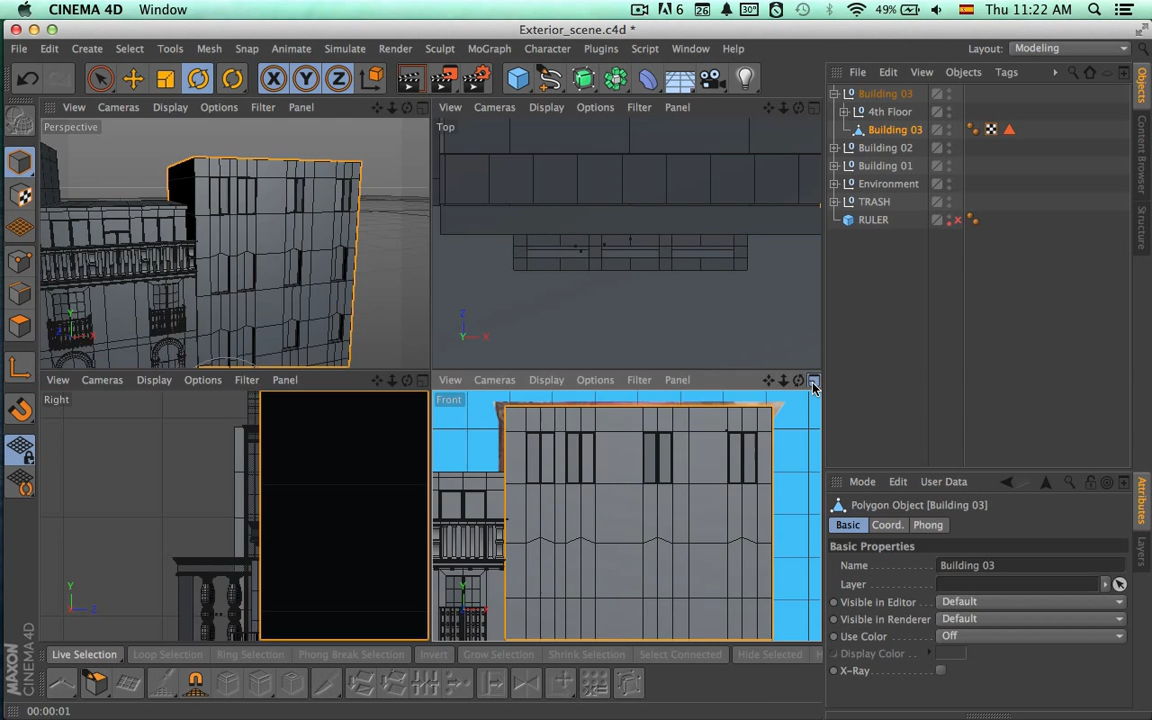 CINEMA 4D Window 6 26 30° 49% Thu 11:22 AM
Exterior_scene.c4d *
File Edit Create Select Tools Mesh Snap Animate Simulate Render Sculpt MoGraph Character Plugins Script Window Help Layout: Modeling
X Y Z
File Edit View Objects Tags
View Cameras Display Options Filter Panel
View Cameras Display Options Filter Panel
Perspective
Top
Building 03
4th Floor
Building 03
Building 02
Building 01
Environment
TRASH
RULER
Y
X
Z
X
Y
View Cameras Display Options Filter Panel
View Cameras Display Options Filter Panel
Right
Front
Y
Z
Y
X
Objects
Content Browser
Structure
Mode Edit User Data
Polygon Object [Building 03]
Basic Coord. Phong
Basic Properties
Name Building 03
Layer
Visible in Editor Default
Visible in Renderer Default
Use Color Off
Display Color
X-Ray
Attributes
Layers
Live Selection Loop Selection Ring Selection Phong Break Selection Invert Grow Selection Shrink Selection Select Connected Hide Selected
MAXON
CINEMA 4D
00:00:01